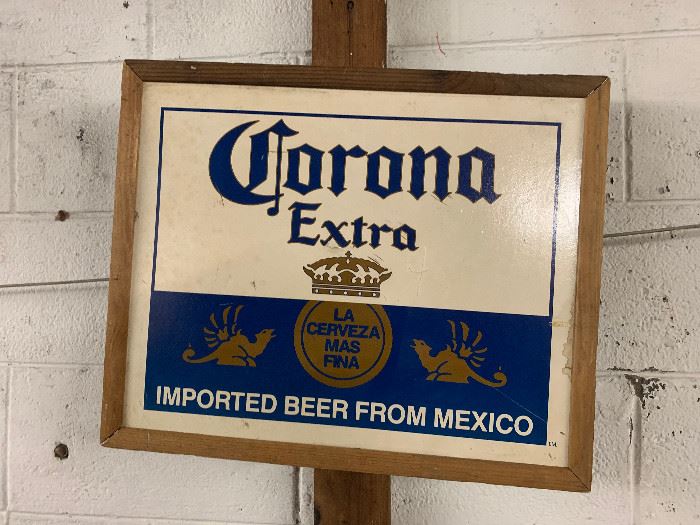 Corona
Extra
LA
CERVEZA
MAS
FINA
IMPORTED BEER FROM MEXICO